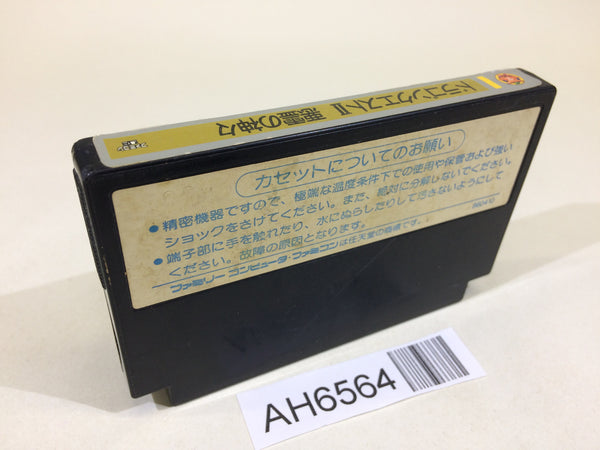 ドラゴンクエストII
悪霊の神々
カセットについてのお願い
●精密機器ですので、極端な温度条件下での使用や保管および強い
ショックをさけてください。また、絶対に分解しないでください。
●端子部に手を触れたり、水にぬらしたりして汚さないようにして
ください。故障の原因となります。
ファミリーコンピュータ・ファミコンは任天堂の商標です。
AH6564